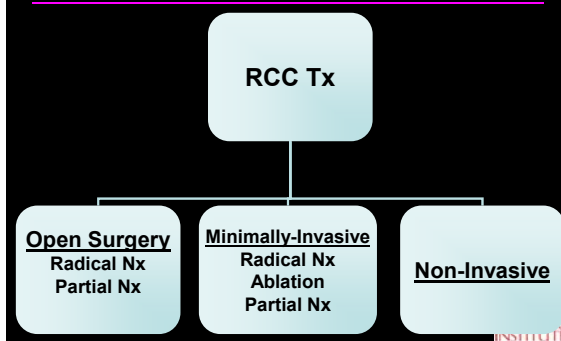 RCC Tx
Open Surgery
Radical Nx
Partial Nx
Minimally-Invasive
Radical Nx
Ablation
Partial Nx
Non-Invasive